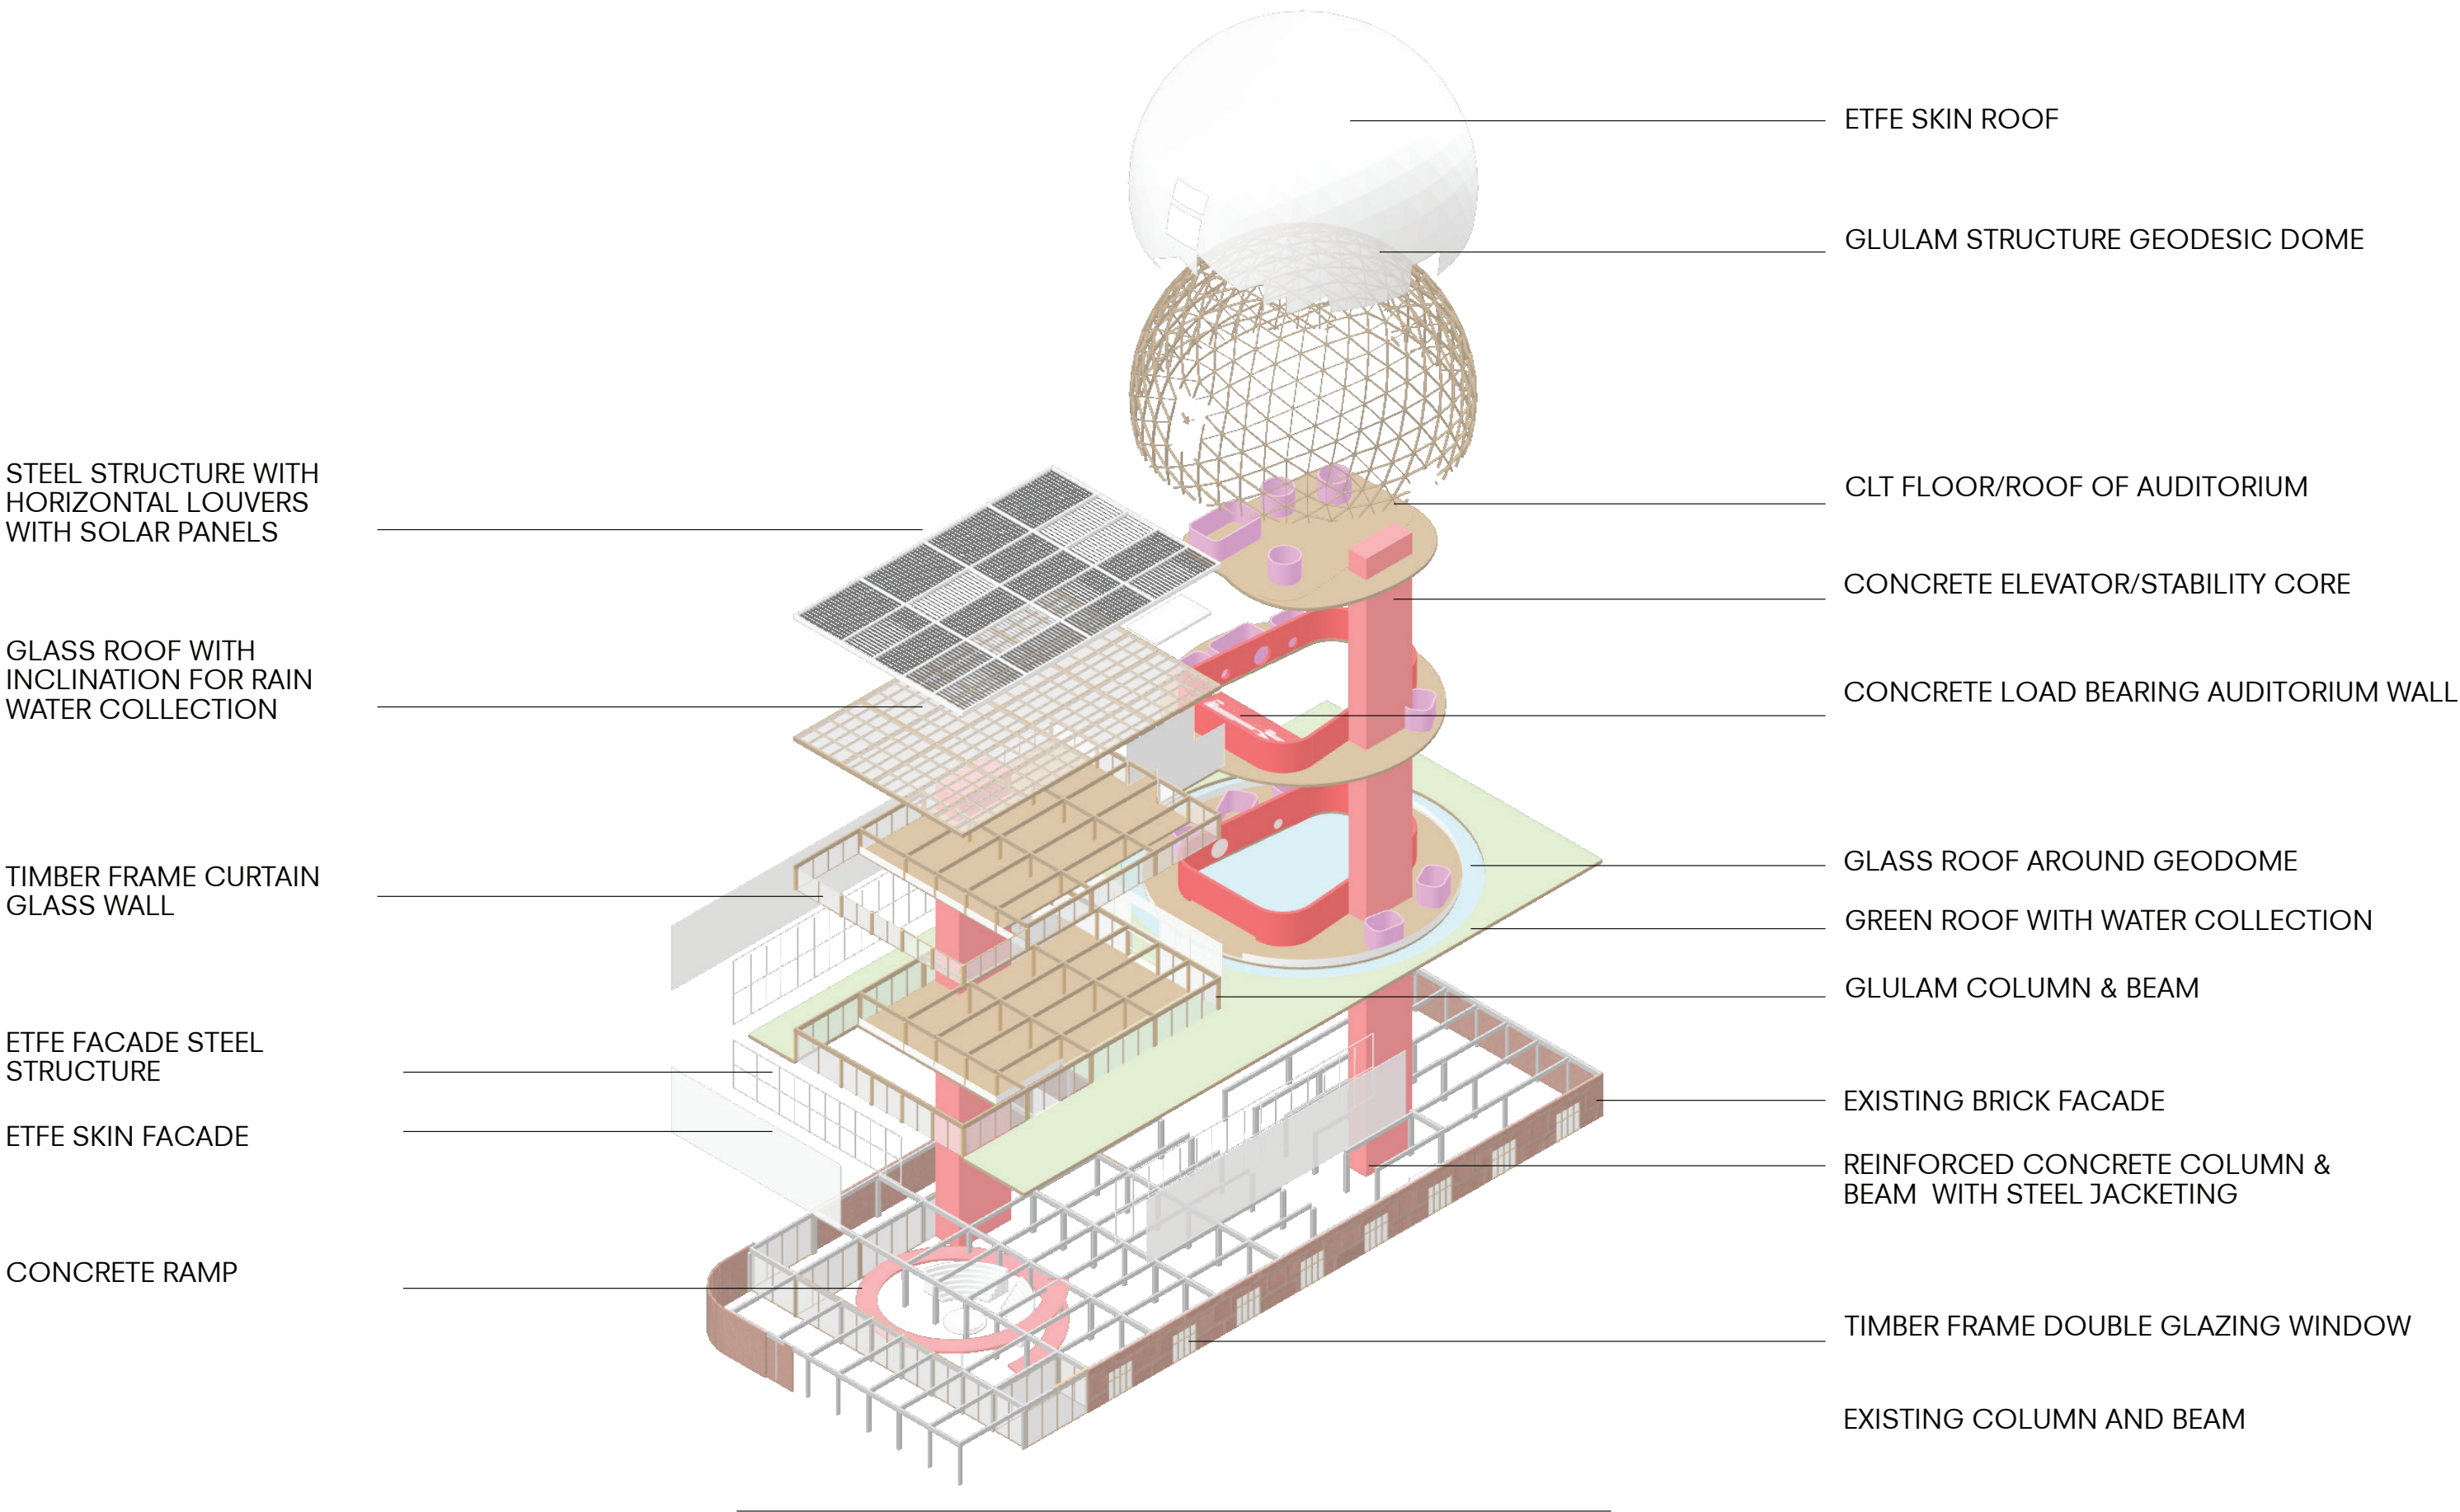 STEEL STRUCTURE WITH
HORIZONTAL LOUVERS
WITH SOLAR PANELS
GLASS ROOF WITH
INCLINATION FOR RAIN
WATER COLLECTION
TIMBER FRAME CURTAIN
GLASS WALL
ETFE FACADE STEEL
STRUCTURE
ETFE SKIN FACADE
CONCRETE RAMP
ETFE SKIN ROOF
GLULAM STRUCTURE GEODESIC DOME
CLT FLOOR/ROOF OF AUDITORIUM
CONCRETE ELEVATOR/STABILITY CORE
CONCRETE LOAD BEARING AUDITORIUM WALL
GLASS ROOF AROUND GEODOME
GREEN ROOF WITH WATER COLLECTION
GLULAM COLUMN & BEAM
EXISTING BRICK FACADE
REINFORCED CONCRETE COLUMN &
BEAM WITH STEEL JACKETING
TIMBER FRAME DOUBLE GLAZING WINDOW
EXISTING COLUMN AND BEAM